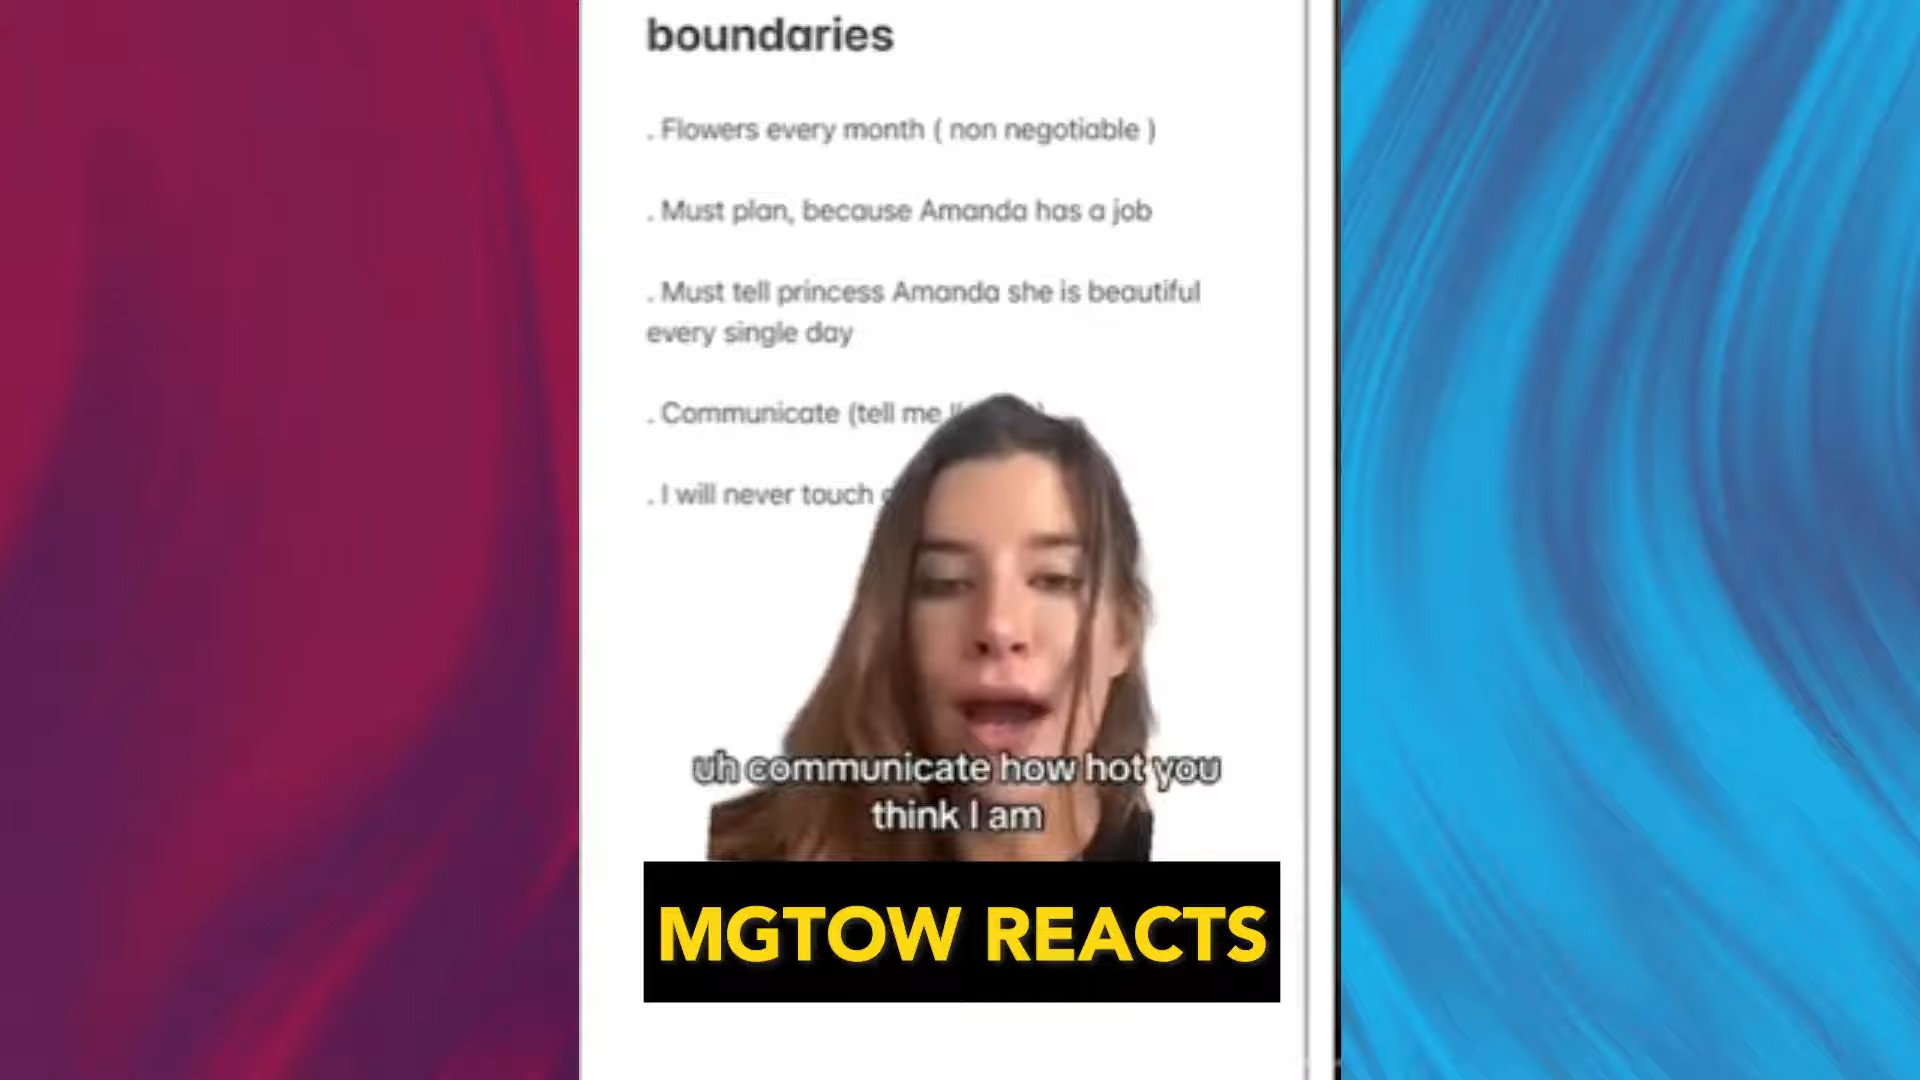 boundaries
. Flowers every month ( non negotiable )
. Must plan, because Amanda has a job
. Must tell princess Amanda she is beautiful
every single day
. Communicate (tell me
. I will never touch
uh communicate how hot you
think I am
MGTOW REACTS